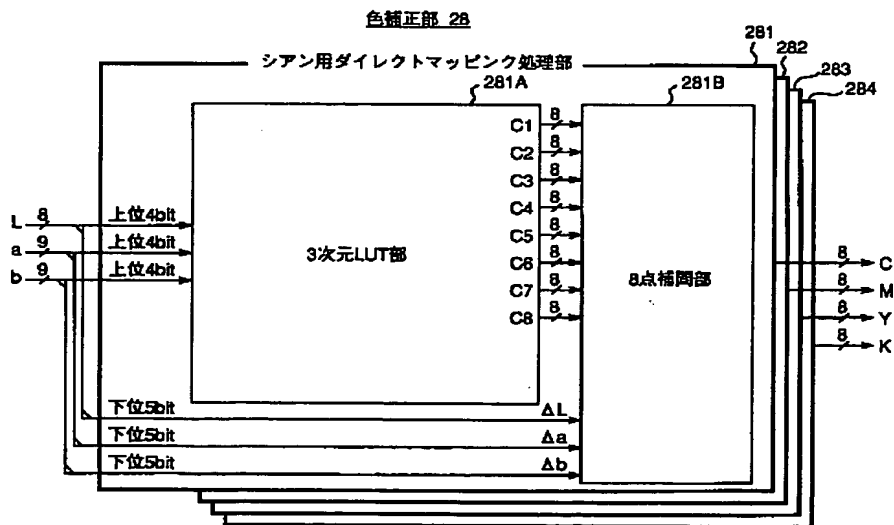 色補正部 28
281
282
283
284
シアン用ダイレクトマッピンク処理部
281A
281B
C1 8
C2 8
C3 8
C4 8
C5 8
C6 8
C7 8
C8 8
L 8 上位4bit
a 9 上位4bit
b 9 上位4bit
3次元LUT部
8点補間部
8 C
8 M
8 Y
8 K
下位5bit ΔL
下位5bit Δa
下位5bit Δb